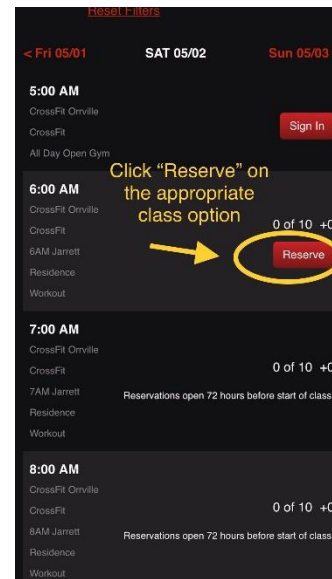 Reset Filters
< Fri 05/01 SAT 05/02 Sun 05/03
5:00 AM
CrossFit Orrville
CrossFit
Sign In
All Day Open Gym
Click “Reserve” on
the appropriate
class option
6:00 AM
CrossFit Orrville
CrossFit
0 of 10 +0
6AM Jarrett
Reserve
Residence
Workout
7:00 AM
CrossFit Orrville
CrossFit
0 of 10 +0
7AM Jarrett
Reservations open 72 hours before start of class
Residence
Workout
8:00 AM
CrossFit Orrville
CrossFit
0 of 10 +0
8AM Jarrett
Reservations open 72 hours before start of class
Residence
Workout